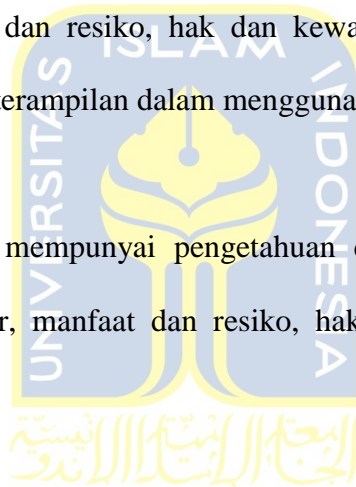 dan resiko, hak dan kewa
ISLAM
terampilan dalam mengguna
UNIVERSITAS
INDONESIA
mempunyai pengetahuan
r, manfaat dan resiko, hak